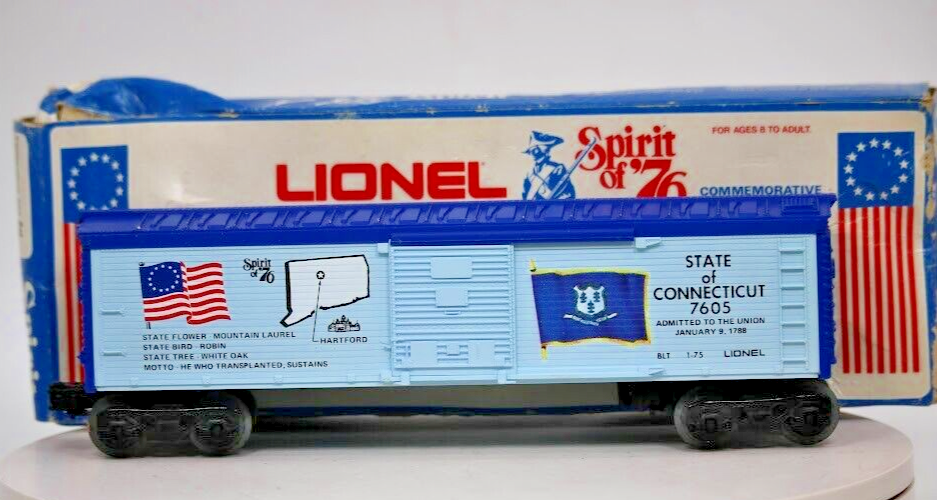 FOR AGES 8 TO ADULT
LIONEL
Spirit
of '76
COMMEMORATIVE
Spirit
of '76
HARTFORD
STATE FLOWER - MOUNTAIN LAUREL
STATE BIRD - ROBIN
STATE TREE - WHITE OAK
MOTTO - HE WHO TRANSPLANTED, SUSTAINS
STATE
of
CONNECTICUT
7605
ADMITTED TO THE UNION
JANUARY 9, 1788
BLT 1-75 LIONEL